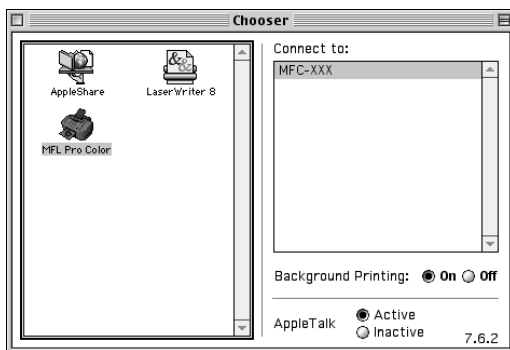 Chooser
AppleShare
LaserWriter 8
MFL Pro Color
Connect to:
MFC-XXX
Background Printing: On Off
AppleTalk
Active
Inactive
7.6.2